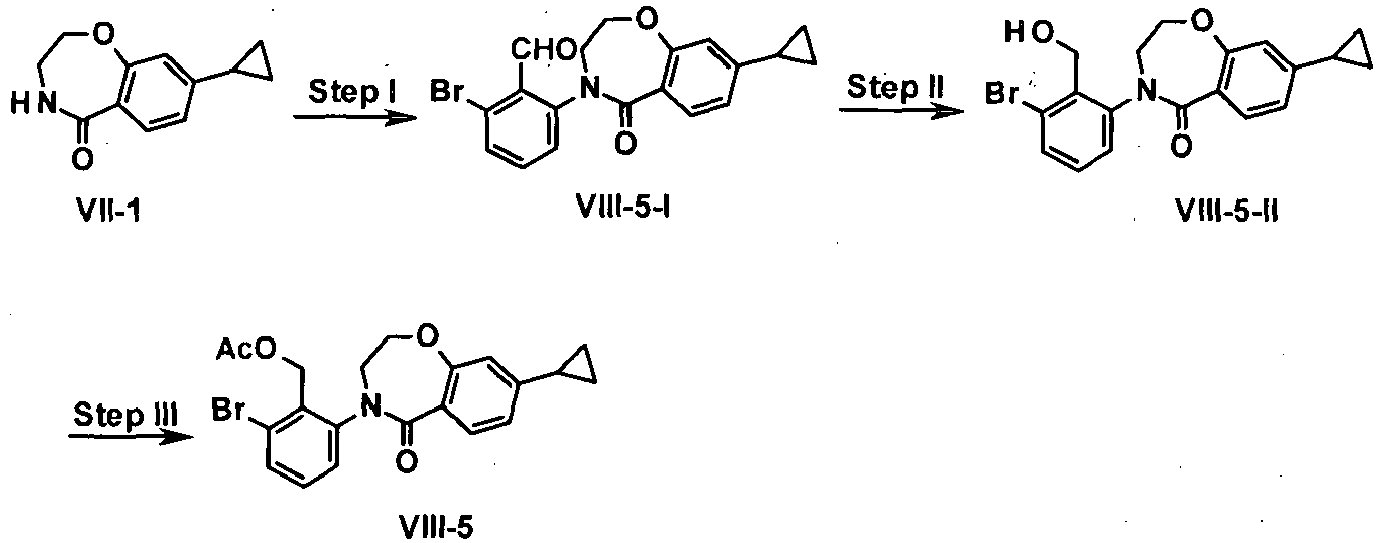 O
HN
O
VII-1
Step I
CHO
Br
N
O
O
VIII-5-I
Step II
HO
Br
N
O
O
VIII-5-II
Step III
AcO
Br
N
O
O
VIII-5